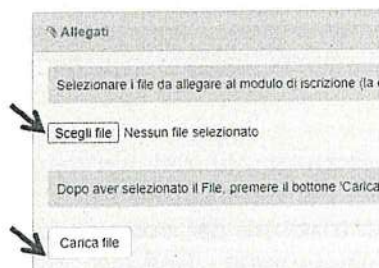 Allegati
Selezionare i file da allegare al modulo di iscrizione (la
Scegli file Nessun file selezionato
Dopo aver selezionato il File, premere il bottone 'Carica
Carica file